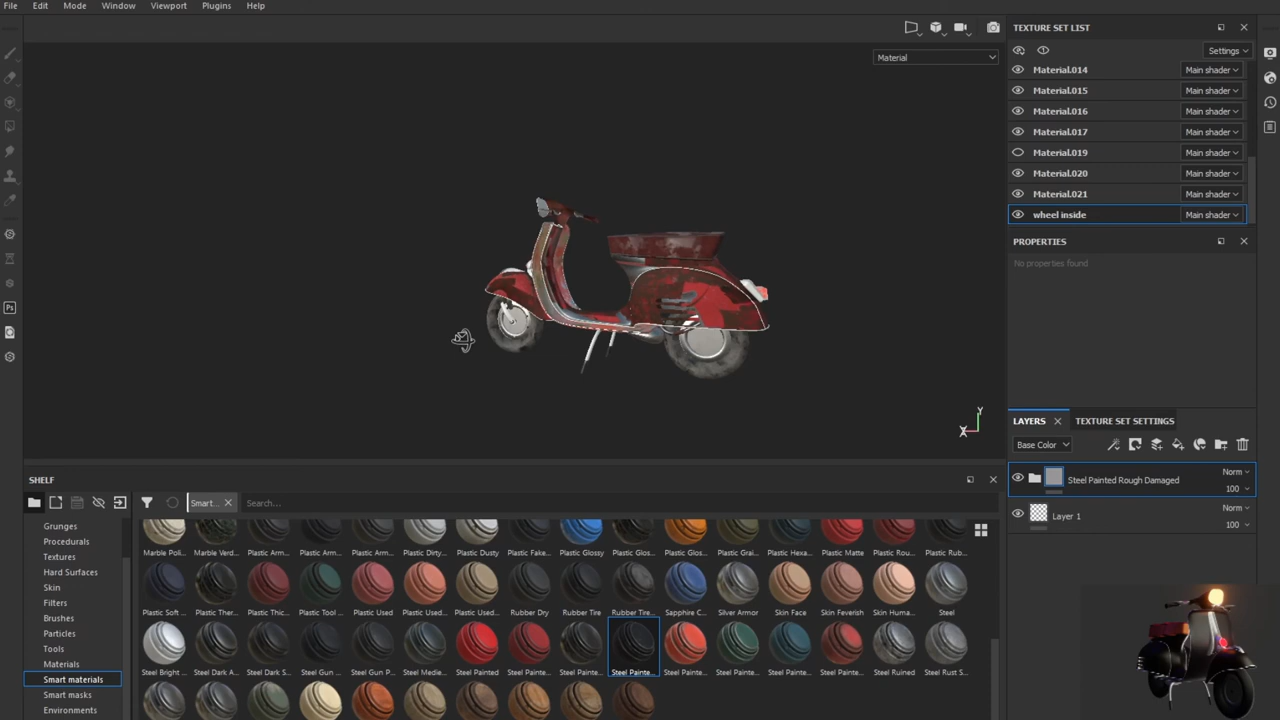 File Edit Mode Window Viewport Plugins Help
Material
TEXTURE SET LIST
Settings
Material.014 Main shader
Material.015 Main shader
Material.016 Main shader
Material.017 Main shader
Material.019 Main shader
Material.020 Main shader
Material.021 Main shader
wheel inside Main shader
PROPERTIES
No properties found
Y
X
LAYERS TEXTURE SET SETTINGS
Base Color
Steel Painted Rough Damaged Norm
100
Layer 1 Norm
100
SHELF
Ps
Smart... Search...
Grunges
Procedurals
Textures
Hard Surfaces
Skin
Filters
Brushes
Particles
Tools
Materials
Smart materials
Smart masks
Environments
Marble Poli... Marble Verd... Plastic Arm... Plastic Arm... Plastic Arm... Plastic Dirty... Plastic Dusty Plastic Fake... Plastic Glossy Plastic Glos... Plastic Glos... Plastic Grai... Plastic Hexa... Plastic Matte Plastic Rou... Plastic Rub...
Plastic Soft ... Plastic Ther... Plastic Thic... Plastic Tool ... Plastic Used Plastic Used... Plastic Used... Rubber Dry Rubber Tire Rubber Tire... Sapphire C... Silver Armor Skin Face Skin Feverish Skin Huma... Steel
Steel Bright ... Steel Dark A... Steel Dark S... Steel Gun ... Steel Gun P... Steel Medie... Steel Painted Steel Painte... Steel Painte... Steel Painte... Steel Painte... Steel Painte... Steel Painte... Steel Painte... Steel Ruined Steel Rust S...